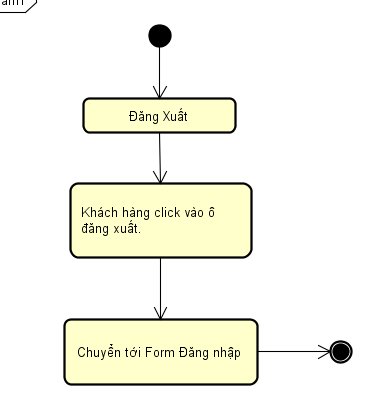 Đăng Xuất
Khách hàng click vào ô
đăng xuất.
Chuyển tới Form Đăng nhập